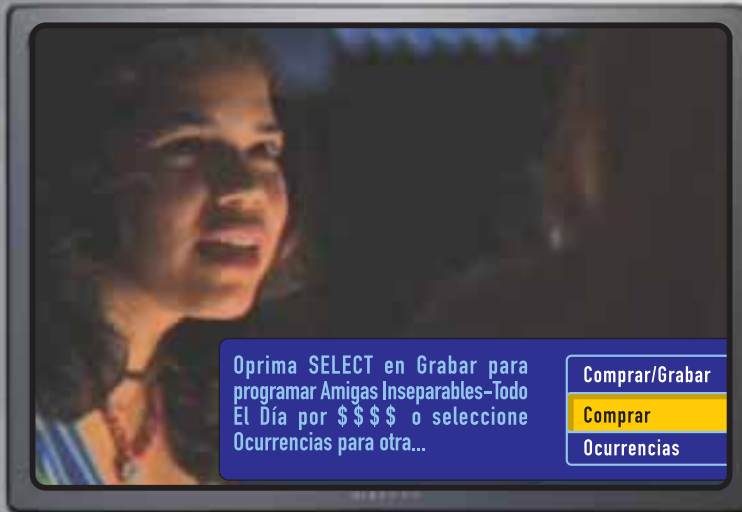 Oprima SELECT en Grabar para
programar Amigas Inseparables-Todo
El Día por $$$$ o seleccione
Ocurrencias para otra...
Comprar/Grabar
Comprar
Ocurrencias